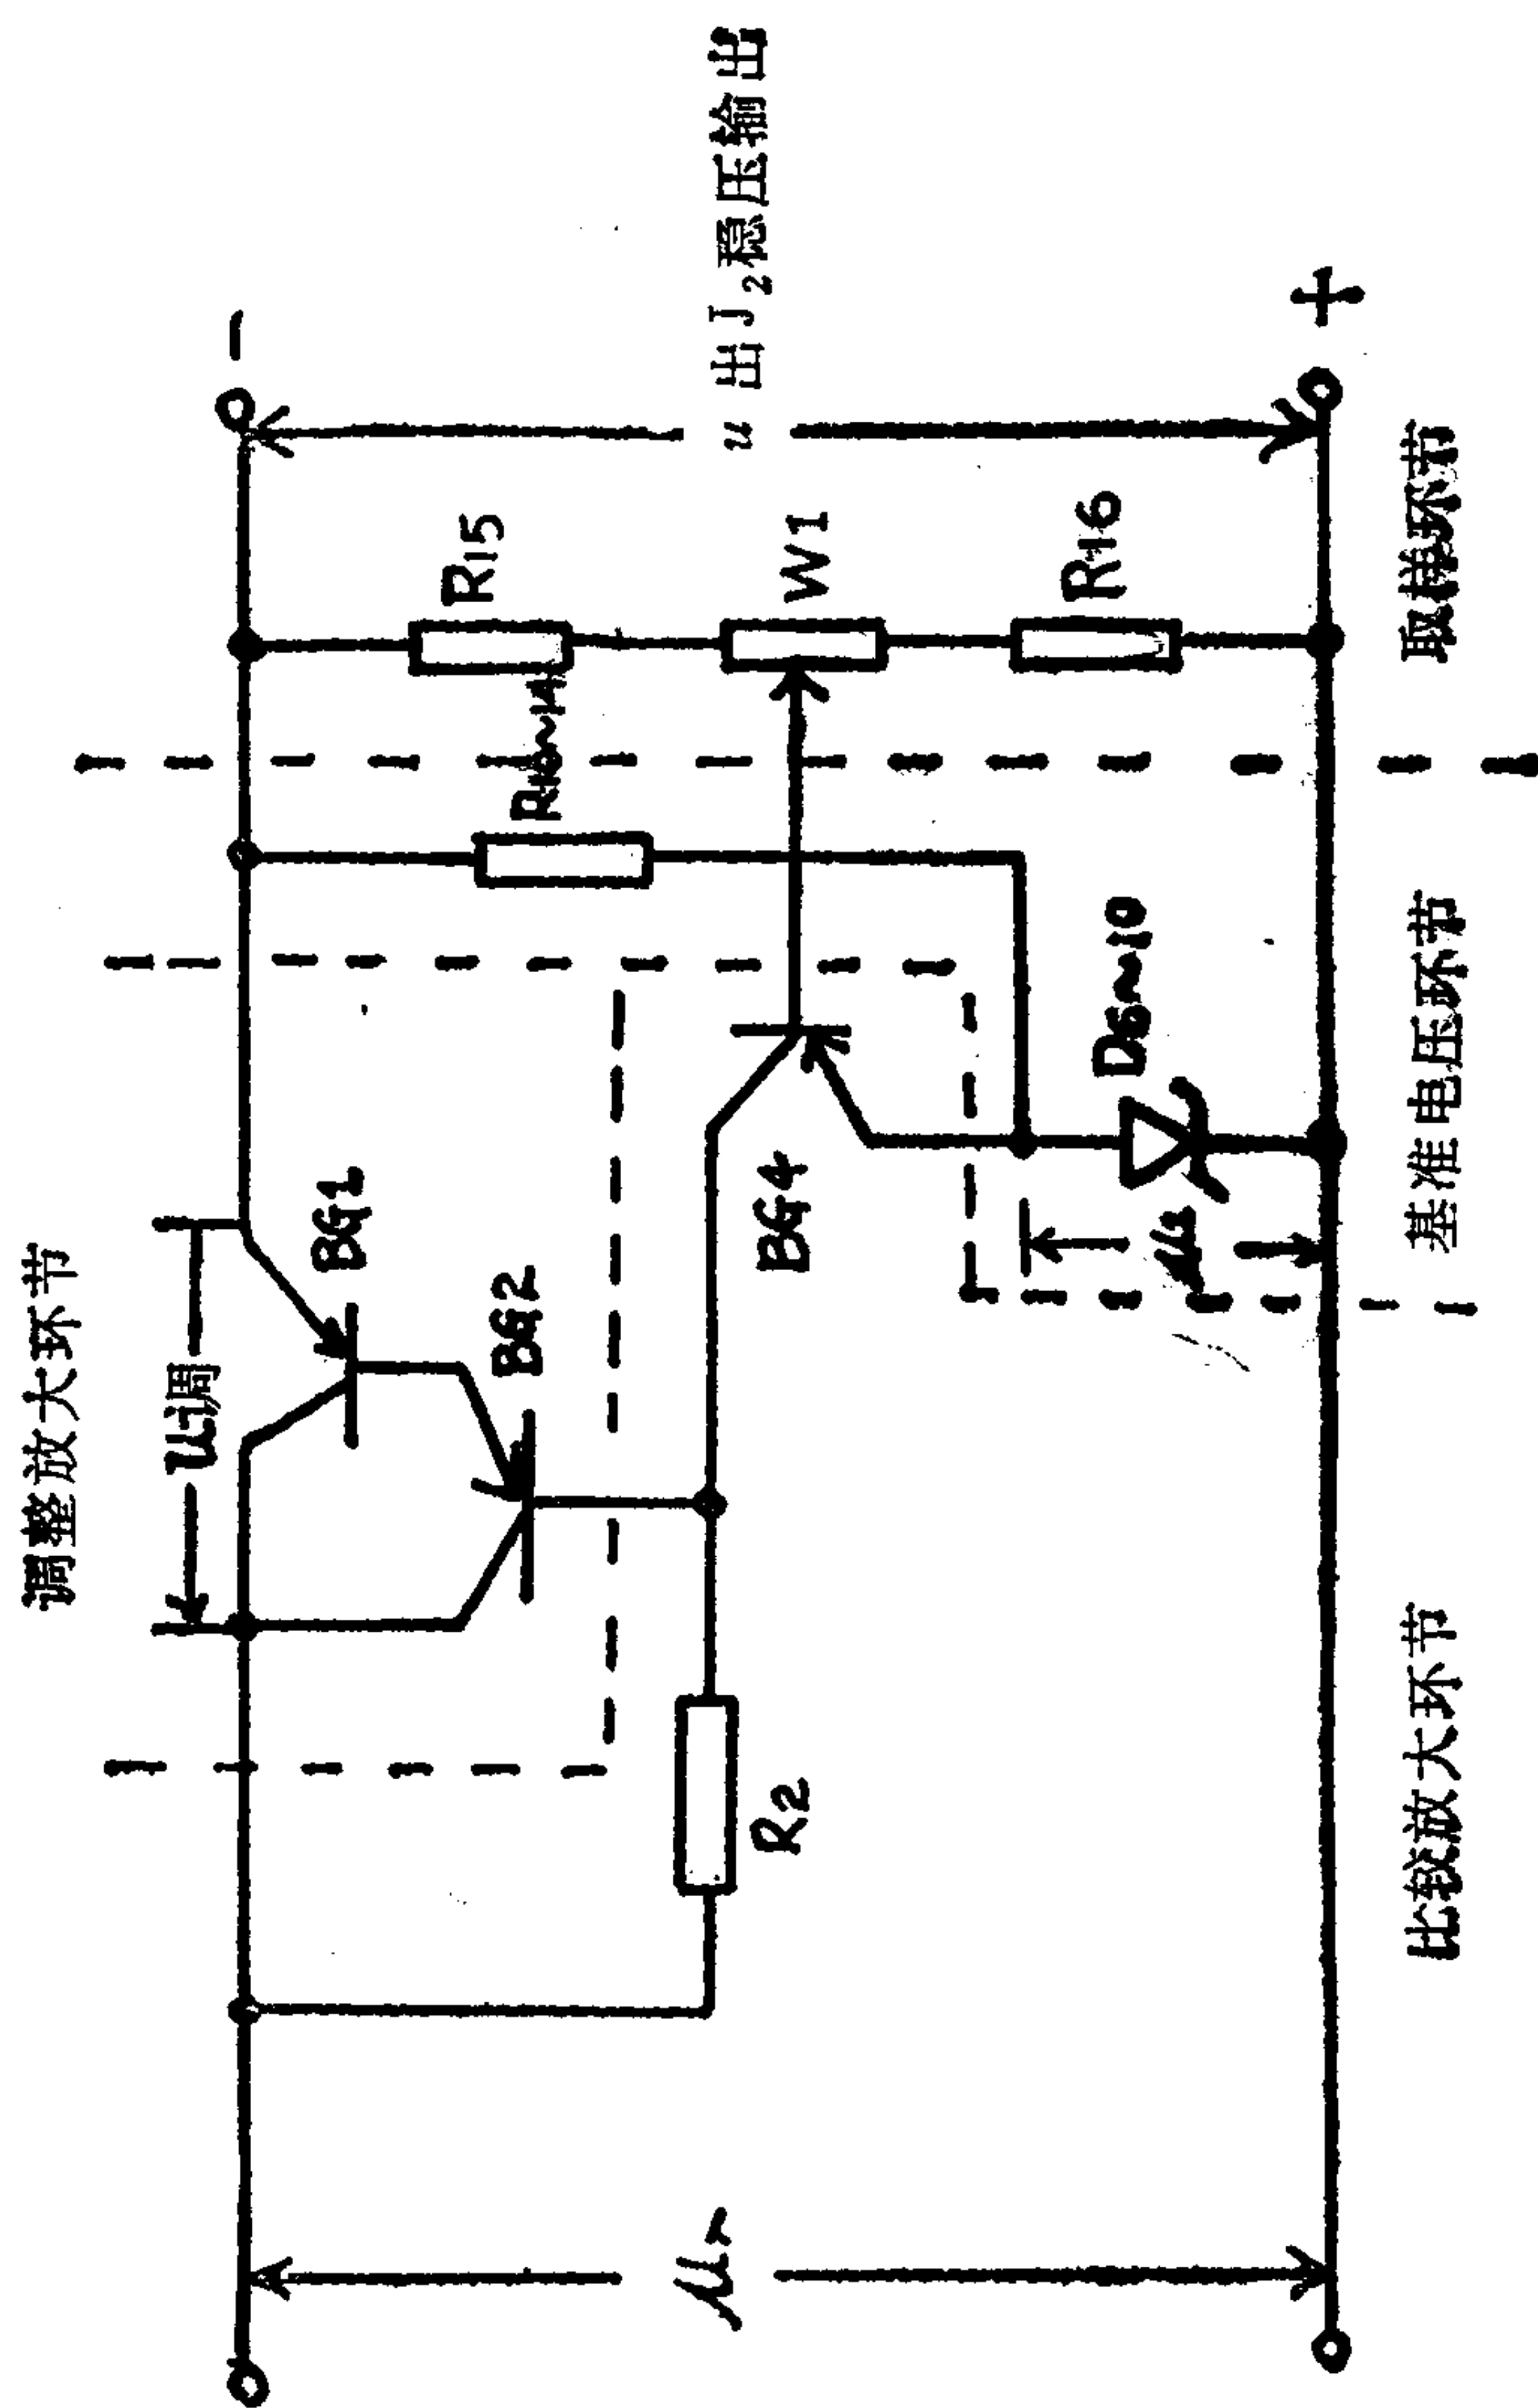 调整放大环节
u调
BG1
BG2
R2
BG4
D6~10
R15
W1
R16
−
u出J₂稳压输出
+
取样环节
基准电压环节
比较放大环节